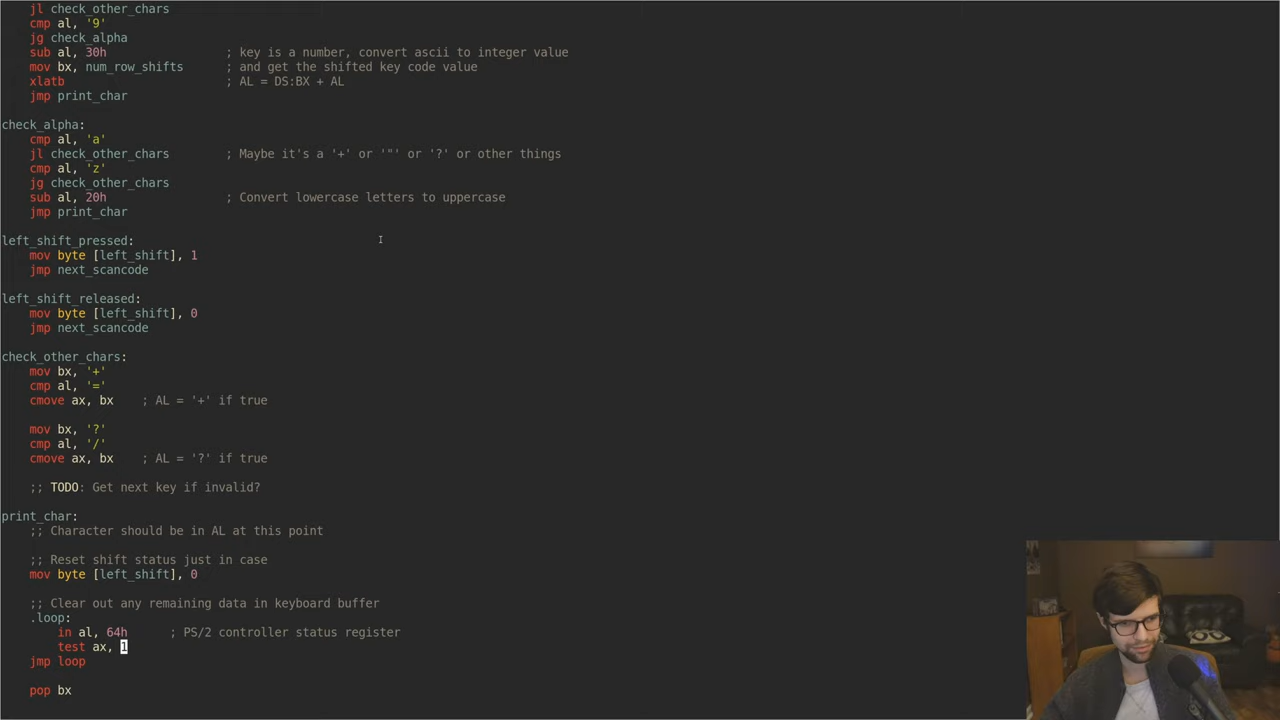 jl check_other_chars
cmp al, '9'
jg check_alpha
sub al, 30h ; key is a number, convert ascii to integer value
mov bx, num_row_shifts ; and get the shifted key code value
xlatb ; AL = DS:BX + AL
jmp print_char
check_alpha:
cmp al, 'a'
jl check_other_chars ; Maybe it's a '+' or '"' or '?' or other things
cmp al, 'z'
jg check_other_chars
sub al, 20h ; Convert lowercase letters to uppercase
jmp print_char
left_shift_pressed:
mov byte [left_shift], 1
jmp next_scancode
left_shift_released:
mov byte [left_shift], 0
jmp next_scancode
check_other_chars:
mov bx, '+'
cmp al, '='
cmove ax, bx ; AL = '+' if true
mov bx, '?'
cmp al, '/'
cmove ax, bx ; AL = '?' if true
;; TODO: Get next key if invalid?
print_char:
;; Character should be in AL at this point
;; Reset shift status just in case
mov byte [left_shift], 0
;; Clear out any remaining data in keyboard buffer
.loop:
in al, 64h ; PS/2 controller status register
test ax, 1
jmp loop
pop bx